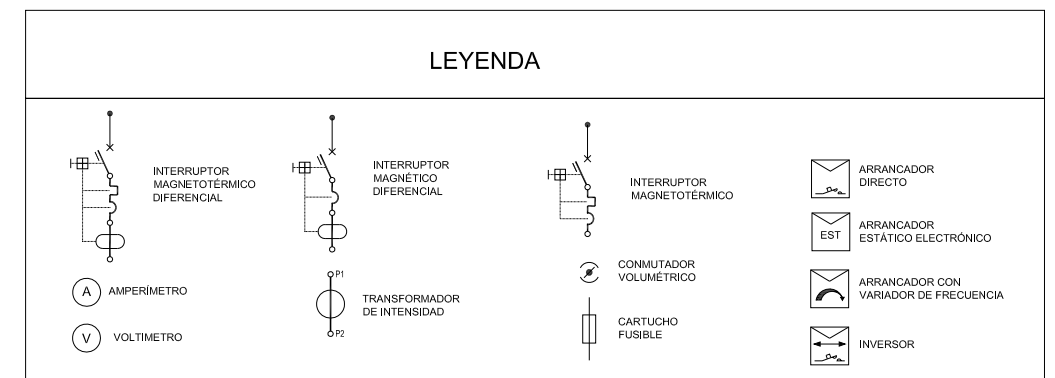 LEYENDA
INTERRUPTOR
MAGNETOTÉRMICO
DIFERENCIAL
INTERRUPTOR
MAGNÉTICO
DIFERENCIAL
INTERRUPTOR
MAGNETOTÉRMICO
ARRANCADOR
DIRECTO
EST
ARRANCADOR
ESTÁTICO ELECTRÓNICO
A
AMPERÍMETRO
P1
P2
TRANSFORMADOR
DE INTENSIDAD
CONMUTADOR
VOLUMÉTRICO
ARRANCADOR CON
VARIADOR DE FRECUENCIA
V
VOLTIMETRO
CARTUCHO
FUSIBLE
INVERSOR